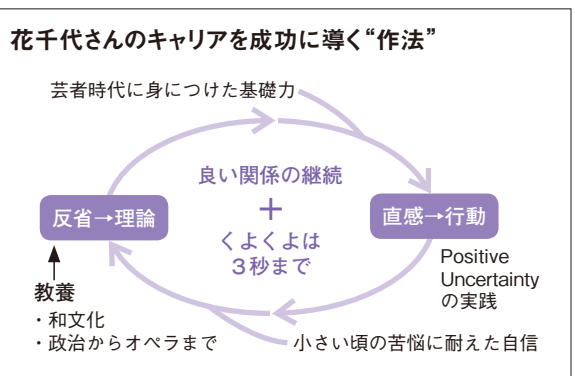 花千代さんのキャリアを成功に導く“作法”
芸者時代に身につけた基礎力
良い関係の継続
+
くよくよは
3秒まで
反省→理論
直感→行動
教養
・和文化
・政治からオペラまで
Positive
Uncertainty
の実践
小さい頃の苦悩に耐えた自信